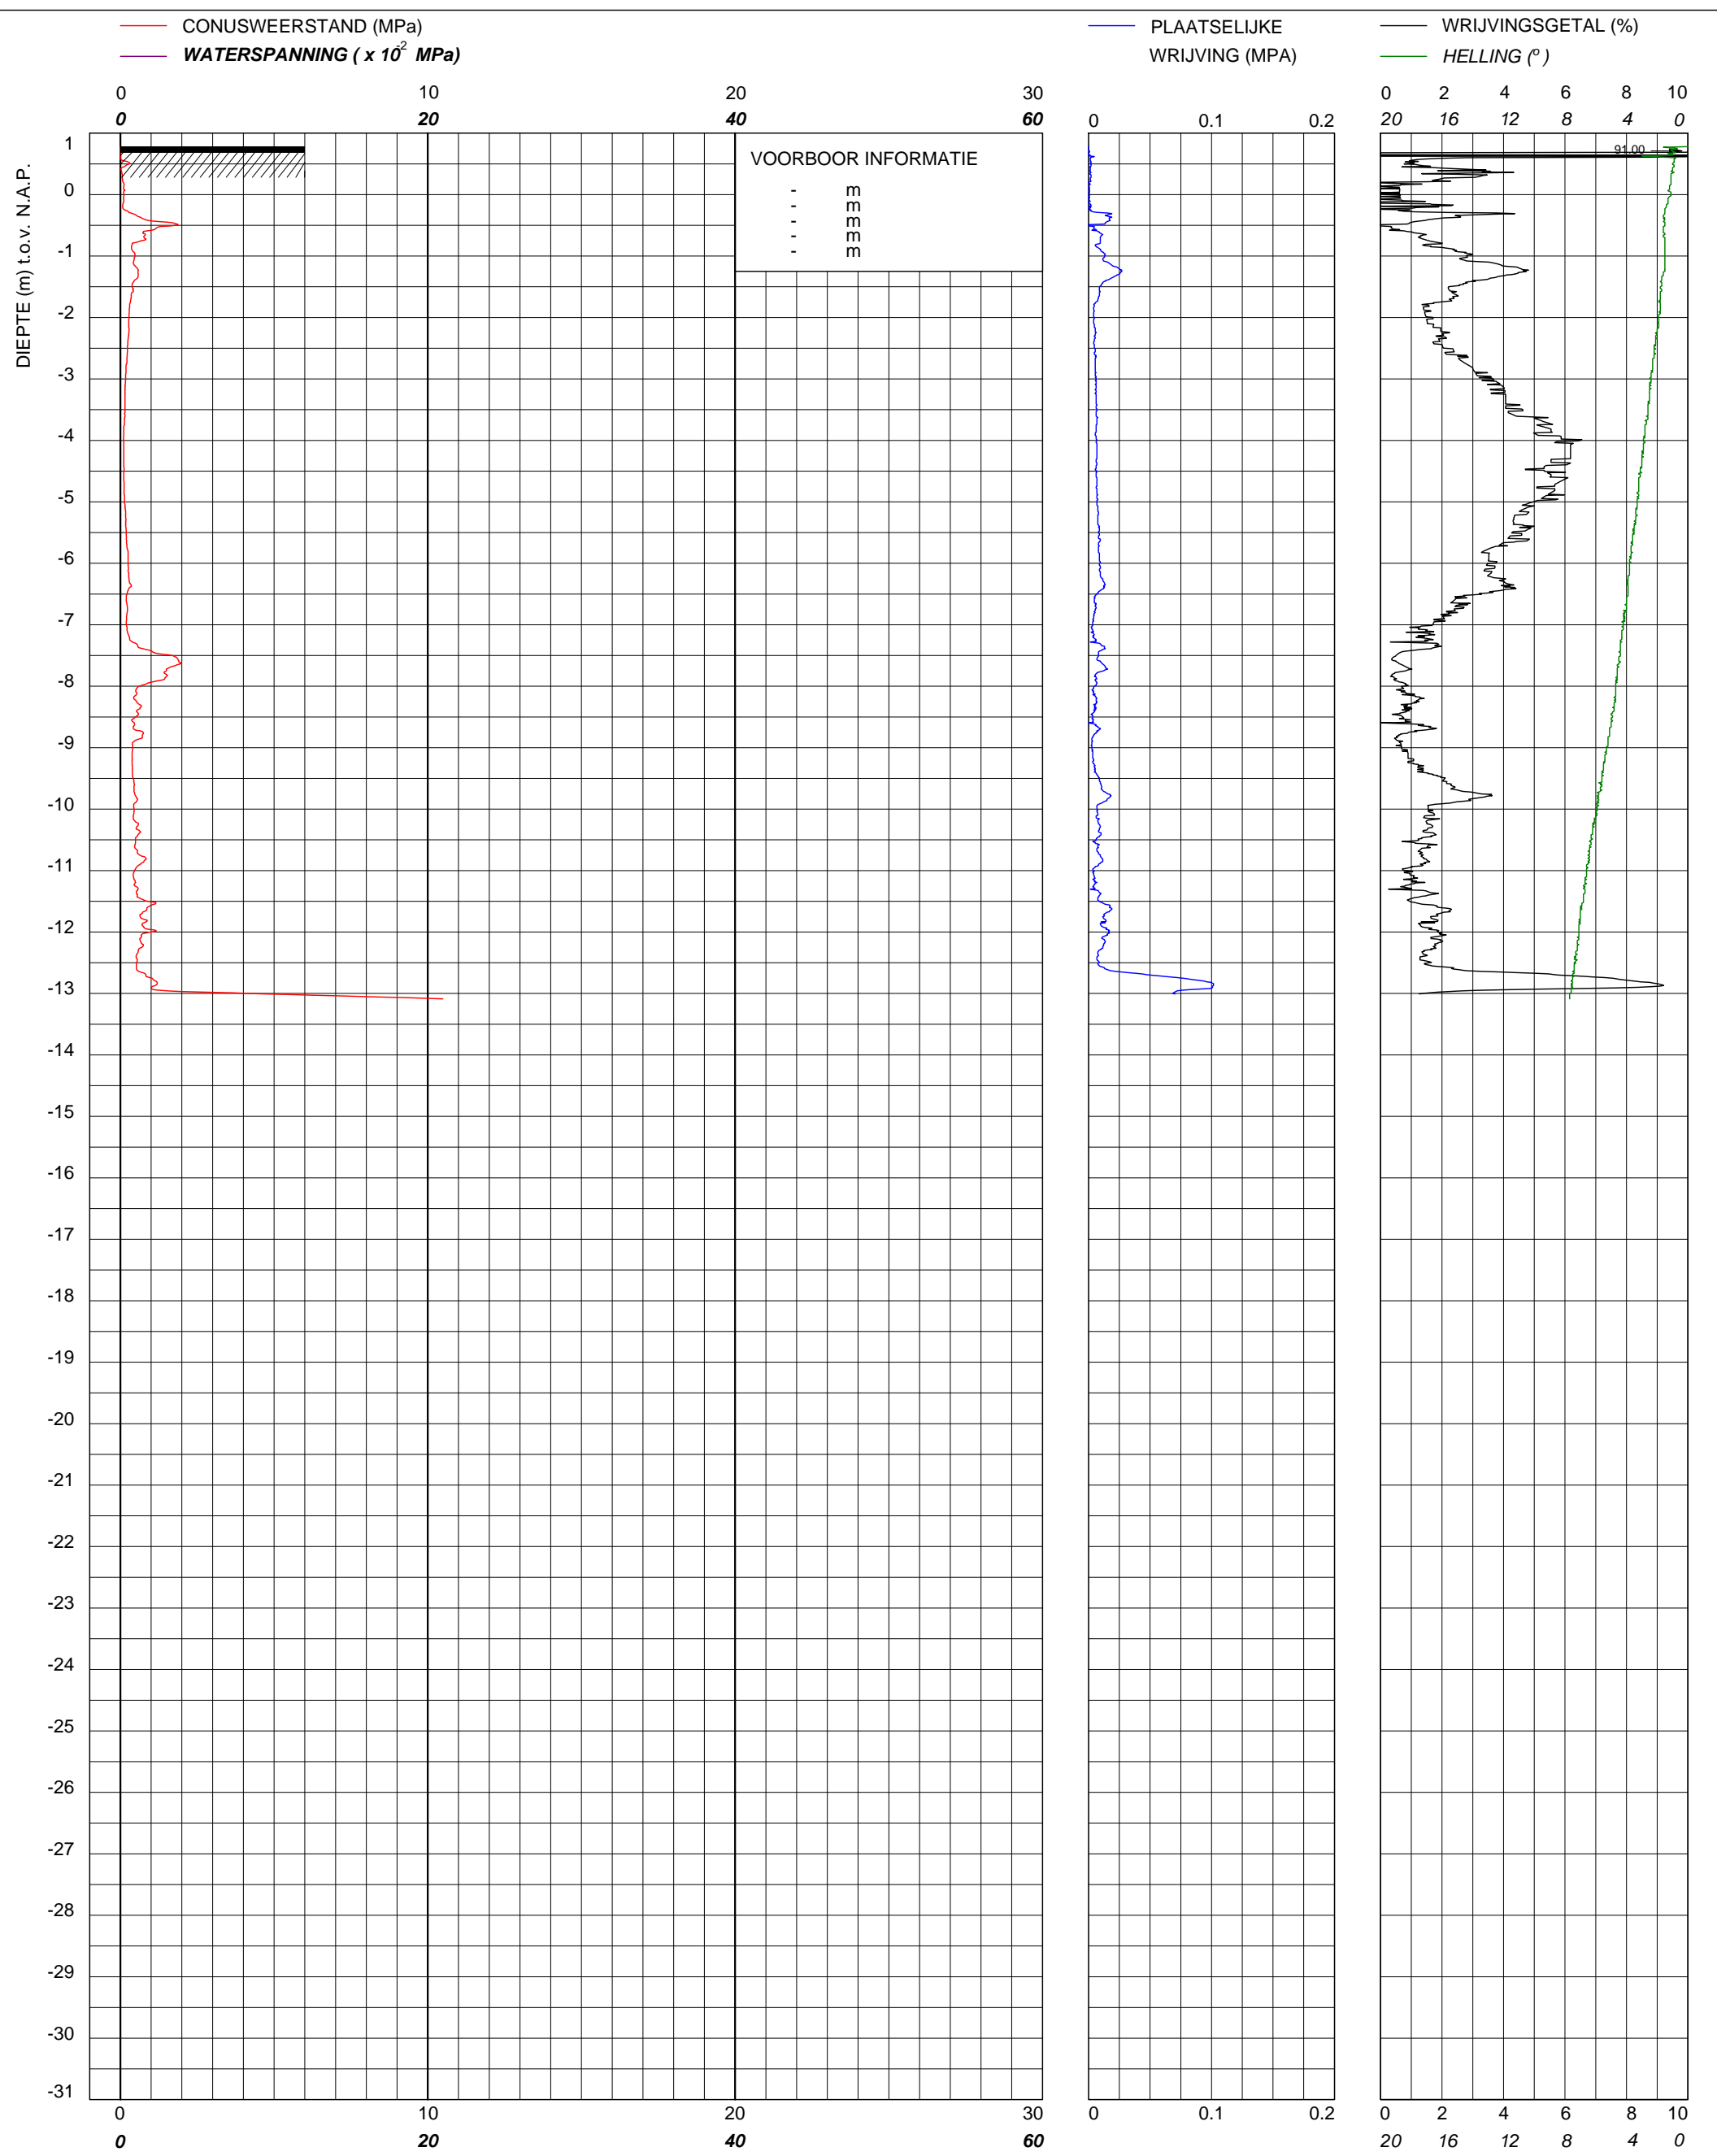 CONUSWEERSTAND (MPa)
WATERSPANNING ( x 10-2 MPa)
PLAATSELIJKE
WRIJVING (MPA)
WRIJVINGSGETAL (%)
HELLING (º )
0 10 20 30
0 20 40 60
0 0.1 0.2
0 2 4 6 8 10
20 16 12 8 4 0
DIEPTE (m) t.o.v. N.A.P.
VOORBOOR INFORMATIE
- m
- m
- m
- m
- m
91.00
1
0
-1
-2
-3
-4
-5
-6
-7
-8
-9
-10
-11
-12
-13
-14
-15
-16
-17
-18
-19
-20
-21
-22
-23
-24
-25
-26
-27
-28
-29
-30
-31
0 10 20 30
0 20 40 60
0 0.1 0.2
0 2 4 6 8 10
20 16 12 8 4 0